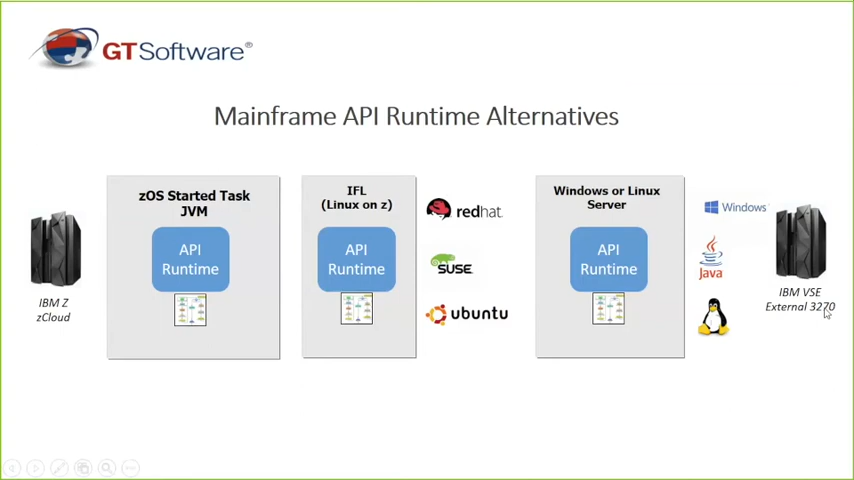 GTSoftware®
Mainframe API Runtime Alternatives
zOS Started Task
JVM
API
Runtime
IBM Z
zCloud
IFL
(Linux on z)
API
Runtime
redhat.
SUSE
ubuntu
Windows or Linux
Server
API
Runtime
Windows
Java
IBM VSE
External 3270